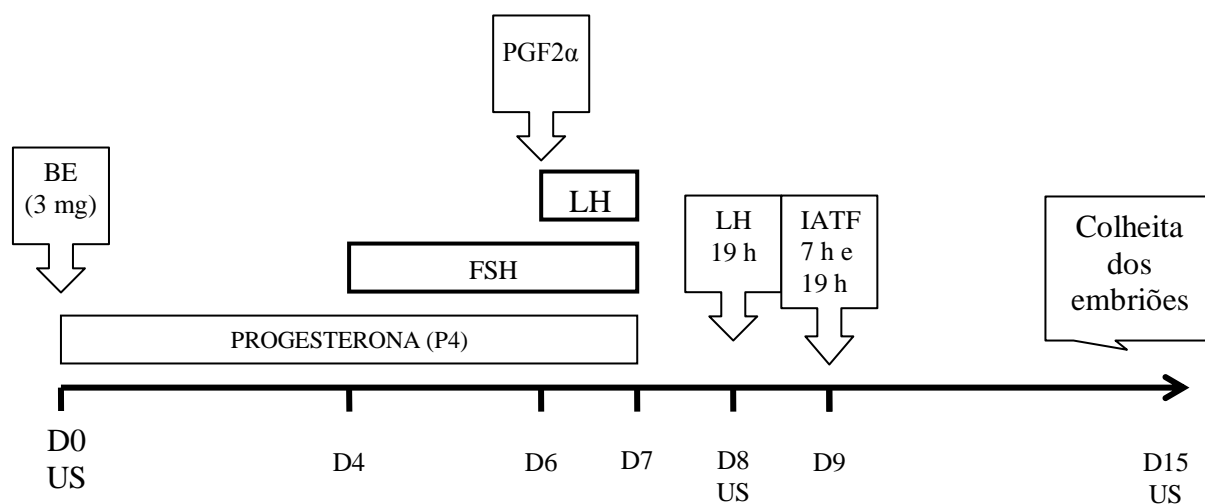 PGF2α
BE
(3 mg)
LH
LH
19 h
IATF
7 h e
19 h
Colheita
dos
embriões
FSH
PROGESTERONA (P4)
D0
US
D4
D6
D7
D8
US
D9
D15
US